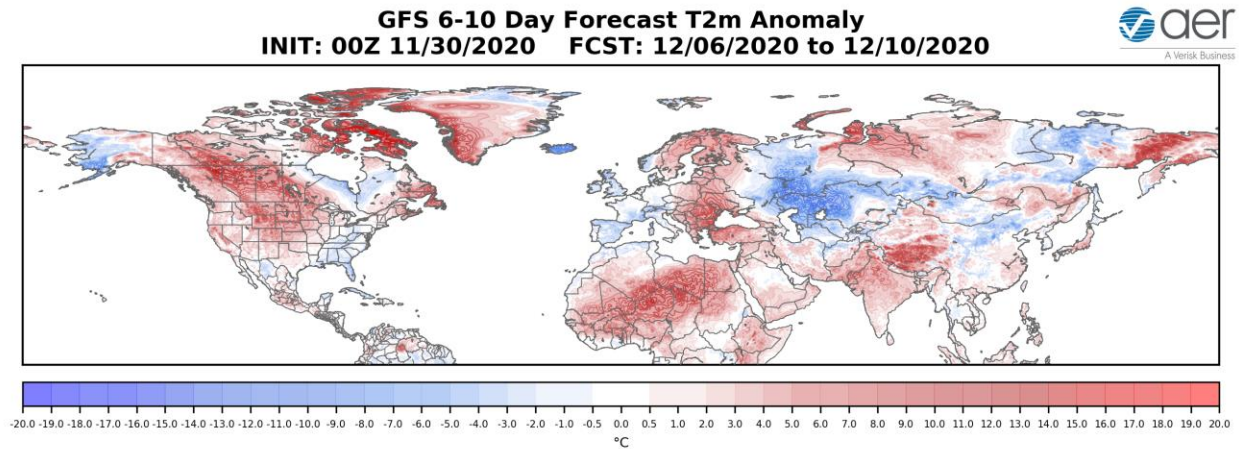 GFS 6-10 Day Forecast T2m Anomaly
INIT: 00Z 11/30/2020 FCST: 12/06/2020 to 12/10/2020
aer
A Verisk Business
-20.0 -19.0 -18.0 -17.0 -16.0 -15.0 -14.0 -13.0 -12.0 -11.0 -10.0 -9.0 -8.0 -7.0 -6.0 -5.0 -4.0 -3.0 -2.0 -1.0 -0.5 0.0 0.5 1.0 2.0 3.0 4.0 5.0 6.0 7.0 8.0 9.0 10.0 11.0 12.0 13.0 14.0 15.0 16.0 17.0 18.0 19.0 20.0
°C